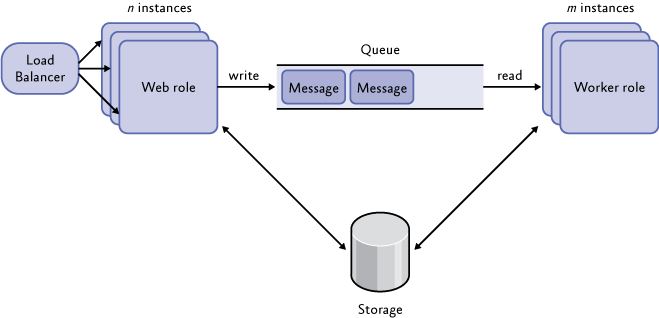 n instances
m instances
Queue
Load
Balancer
Web role
write
Message
Message
read
Worker role
Storage